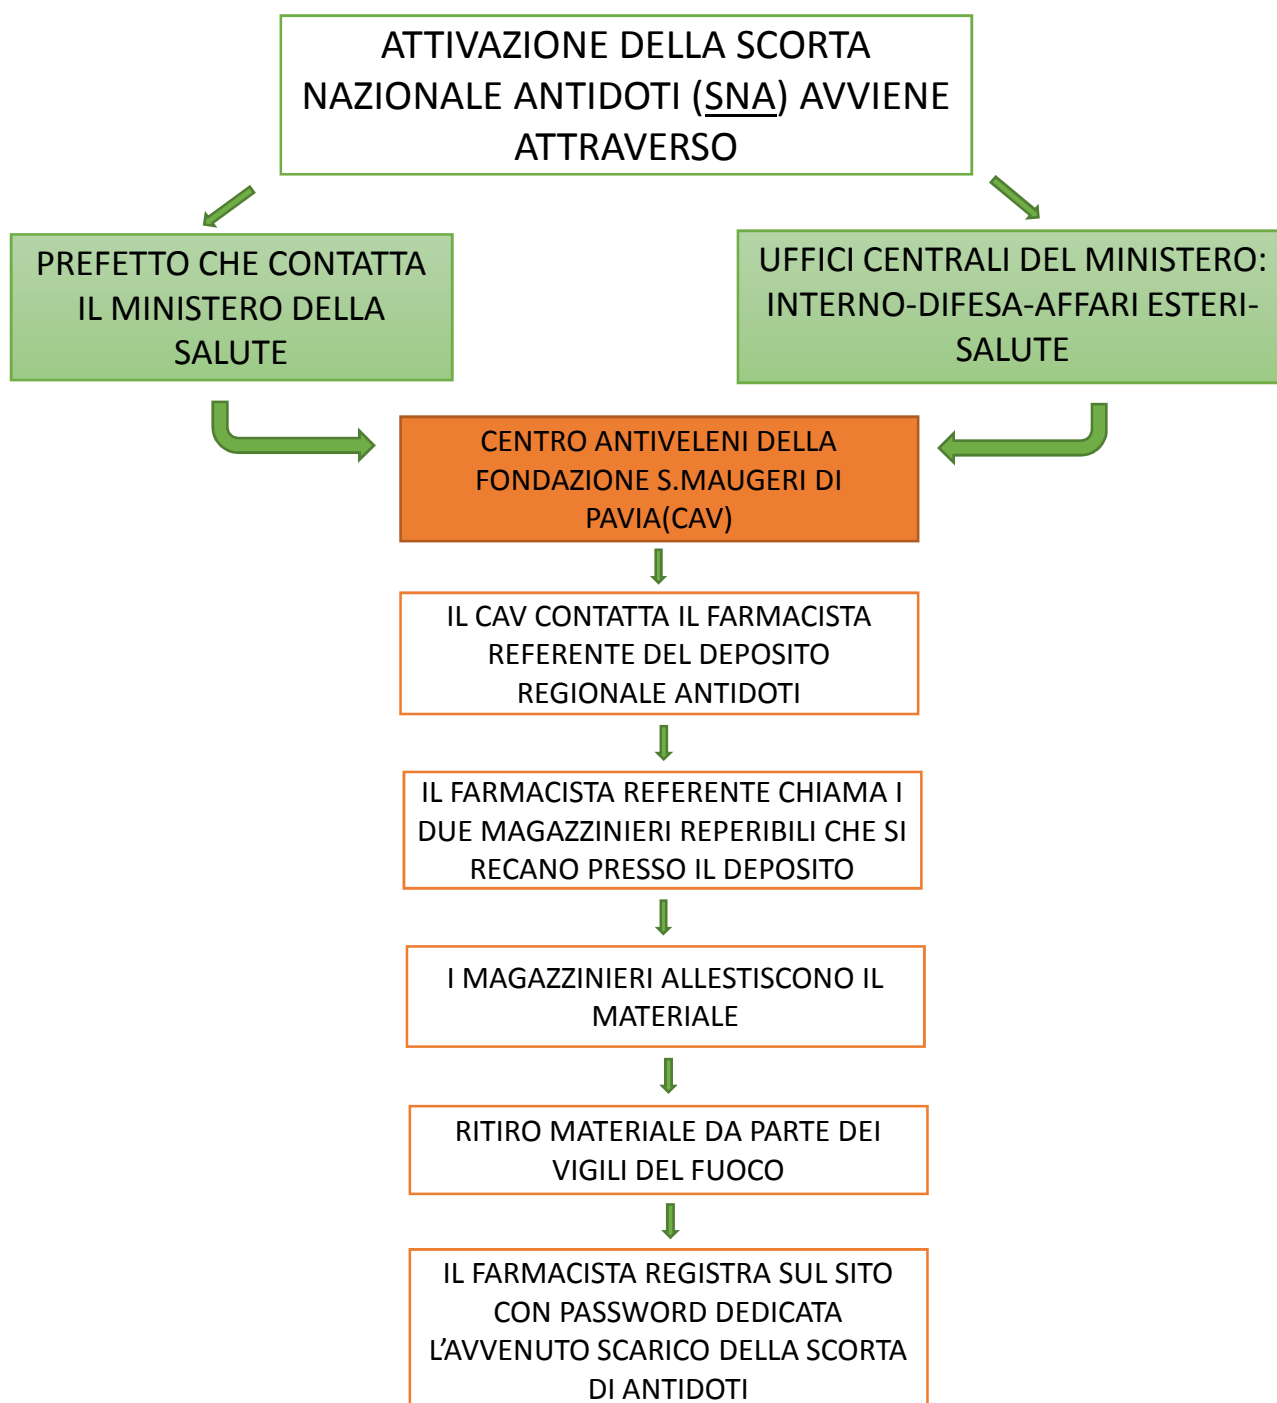 ATTIVAZIONE DELLA SCORTA
NAZIONALE ANTIDOTI (SNA) AVVIENE
ATTRAVERSO
PREFETTO CHE CONTATTA
IL MINISTERO DELLA
SALUTE
UFFICI CENTRALI DEL MINISTERO:
INTERNO-DIFESA-AFFARI ESTERI-
SALUTE
CENTRO ANTIVELENI DELLA
FONDAZIONE S.MAUGERI DI
PAVIA(CAV)
IL CAV CONTATTA IL FARMACISTA
REFERENTE DEL DEPOSITO
REGIONALE ANTIDOTI
IL FARMACISTA REFERENTE CHIAMA I
DUE MAGAZZINIERI REPERIBILI CHE SI
RECANO PRESSO IL DEPOSITO
I MAGAZZINIERI ALLESTISCONO IL
MATERIALE
RITIRO MATERIALE DA PARTE DEI
VIGILI DEL FUOCO
IL FARMACISTA REGISTRA SUL SITO
CON PASSWORD DEDICATA
L’AVVENUTO SCARICO DELLA SCORTA
DI ANTIDOTI